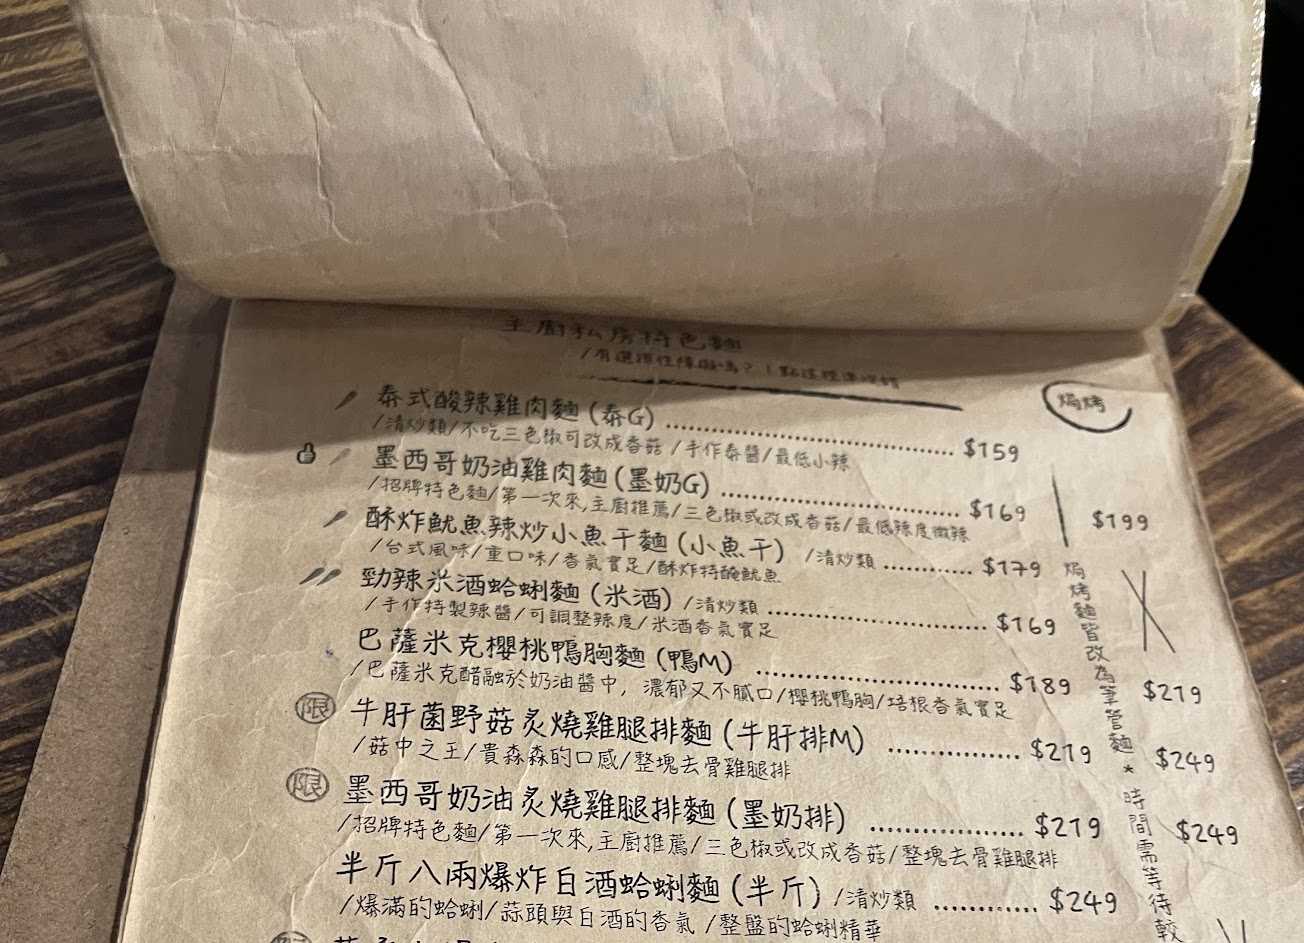 主廚私房特色麵
/有選擇性障礙嗎?!點這裡準沒錯
焗烤
泰式酸辣雞肉麵(泰G) $159
/清炒類/不吃三色椒可改成香菇/手作泰醬/最低小辣
墨西哥奶油雞肉麵(墨奶G) $169 $199
/招牌特色麵/第一次來,主廚推薦/三色椒或改成香菇/最低辣度微辣
酥炸魷魚辣炒小魚干麵(小魚干) /清炒類 $179
/台式風味/重口味/香氣實足/酥炸特醃魷魚
勁辣米酒蛤蜊麵(米酒) /清炒類 $169
/手作特製辣醬/可調整辣度/米酒香氣實足
巴薩米克櫻桃鴨胸麵(鴨M) $189 $219
/巴薩米克醋融於奶油醬中,濃郁又不膩口/櫻桃鴨胸/培根香氣實足
限 牛肝菌野菇炙燒雞腿排麵(牛肝排M) $219 $249
/菇中之王/貴森森的口感/整塊去骨雞腿排
限 墨西哥奶油炙燒雞腿排麵(墨奶排) $219 $249
/招牌特色麵/第一次來,主廚推薦/三色椒或改成香菇/整塊去骨雞腿排
半斤八兩爆炸白酒蛤蜊麵(半斤) /清炒類 $249
/爆滿的蛤蜊/蒜頭與白酒的香氣/整盤的蛤蜊精華
焗烤麵皆改為筆管麵*時間需等待較